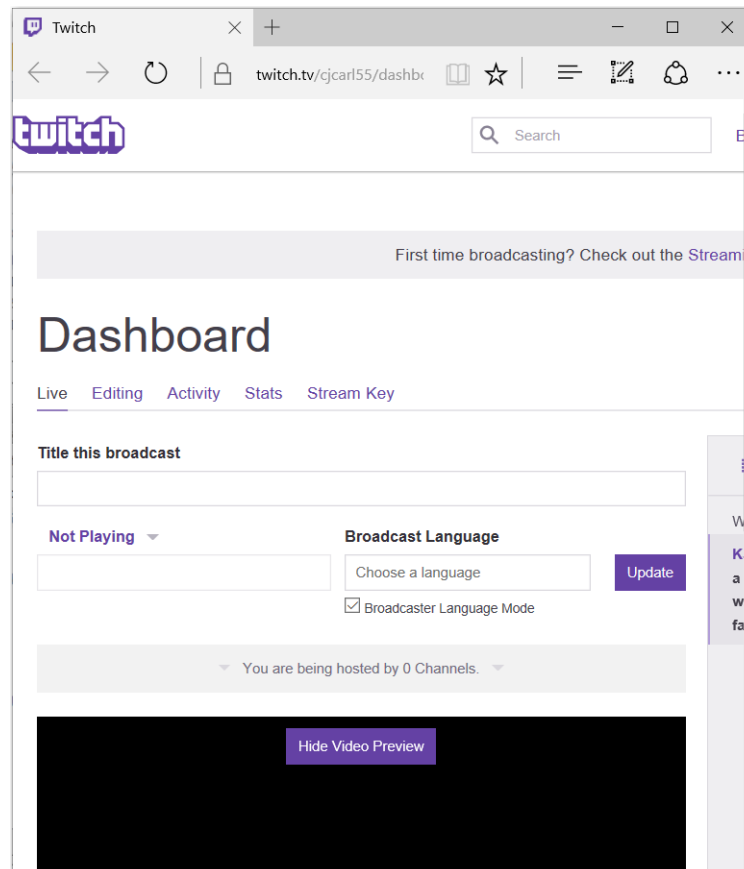 Twitch
twitch.tv/cjcarl55/dashbo
twitch
Search
First time broadcasting? Check out the Streami
Dashboard
Live Editing Activity Stats Stream Key
Title this broadcast
Not Playing
Broadcast Language
Choose a language
Update
Broadcaster Language Mode
You are being hosted by 0 Channels.
Hide Video Preview
W
K
a
w
fa